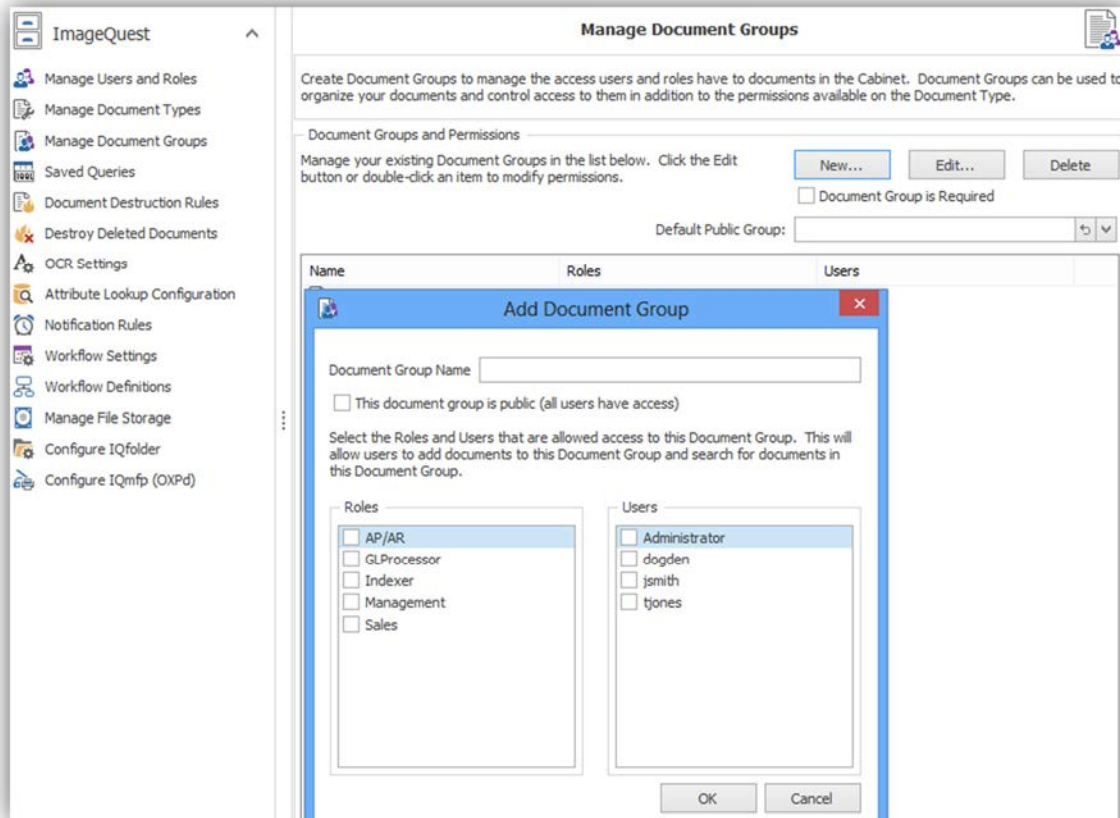 ImageQuest
Manage Users and Roles
Manage Document Types
Manage Document Groups
Saved Queries
Document Destruction Rules
Destroy Deleted Documents
OCR Settings
Attribute Lookup Configuration
Notification Rules
Workflow Settings
Workflow Definitions
Manage File Storage
Configure IQfolder
Configure IQmfp (OXPd)
Manage Document Groups
Create Document Groups to manage the access users and roles have to documents in the Cabinet. Document Groups can be used to
organize your documents and control access to them in addition to the permissions available on the Document Type.
Document Groups and Permissions
Manage your existing Document Groups in the list below. Click the Edit
button or double-click an item to modify permissions.
New... Edit... Delete
Document Group is Required
Default Public Group:
Name Roles Users
Add Document Group
Document Group Name
This document group is public (all users have access)
Select the Roles and Users that are allowed access to this Document Group. This will
allow users to add documents to this Document Group and search for documents in
this Document Group.
Roles
AP/AR
GLProcessor
Indexer
Management
Sales
Users
Administrator
dogden
jsmith
tjones
OK Cancel